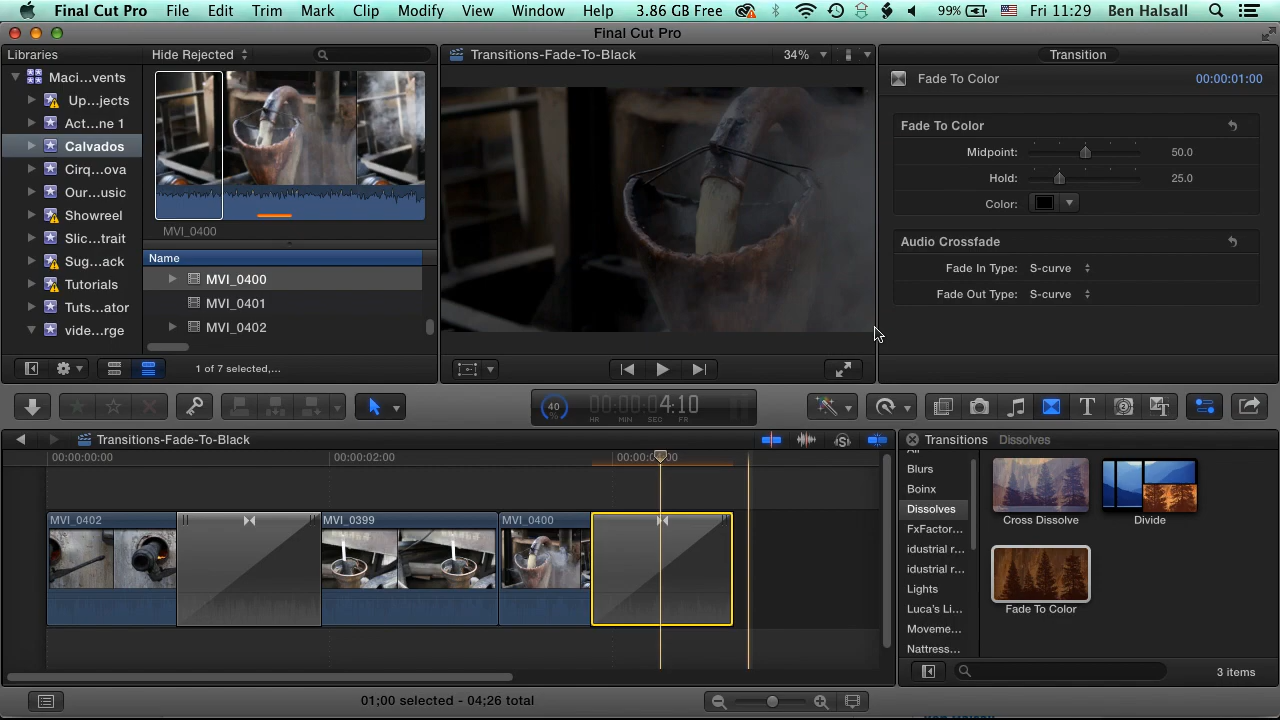 Final Cut Pro File Edit Trim Mark Clip Modify View Window Help 3.86 GB Free 99% Fri 11:29 Ben Halsall
Final Cut Pro
Libraries Hide Rejected
Transitions-Fade-To-Black 34%
Transition
Maci...vents
Up...jects
Act...ne 1
Calvados
Cirq...ova
Our...usic
Showreel
Slic...trait
Sug...ack
Tutorials
Tuts...ator
vide...rge
MVI_0400
Name
MVI_0400
MVI_0401
MVI_0402
1 of 7 selected,...
Fade To Color 00:00:01:00
Fade To Color
Midpoint: 50.0
Hold: 25.0
Color:
Audio Crossfade
Fade In Type: S-curve
Fade Out Type: S-curve
40 % 00:00:04:10
HR MIN SEC FR
Transitions-Fade-To-Black
00:00:00:00 00:00:02:00
MVI_0402 MVI_0399 MVI_0400
01;00 selected - 04;26 total
Transitions Dissolves
All
Blurs
Boinx
Dissolves
FxFactor...
idustrial r...
idustrial r...
Lights
Luca's Li...
Moveme...
Nattress...
Cross Dissolve Divide
Fade To Color
3 items